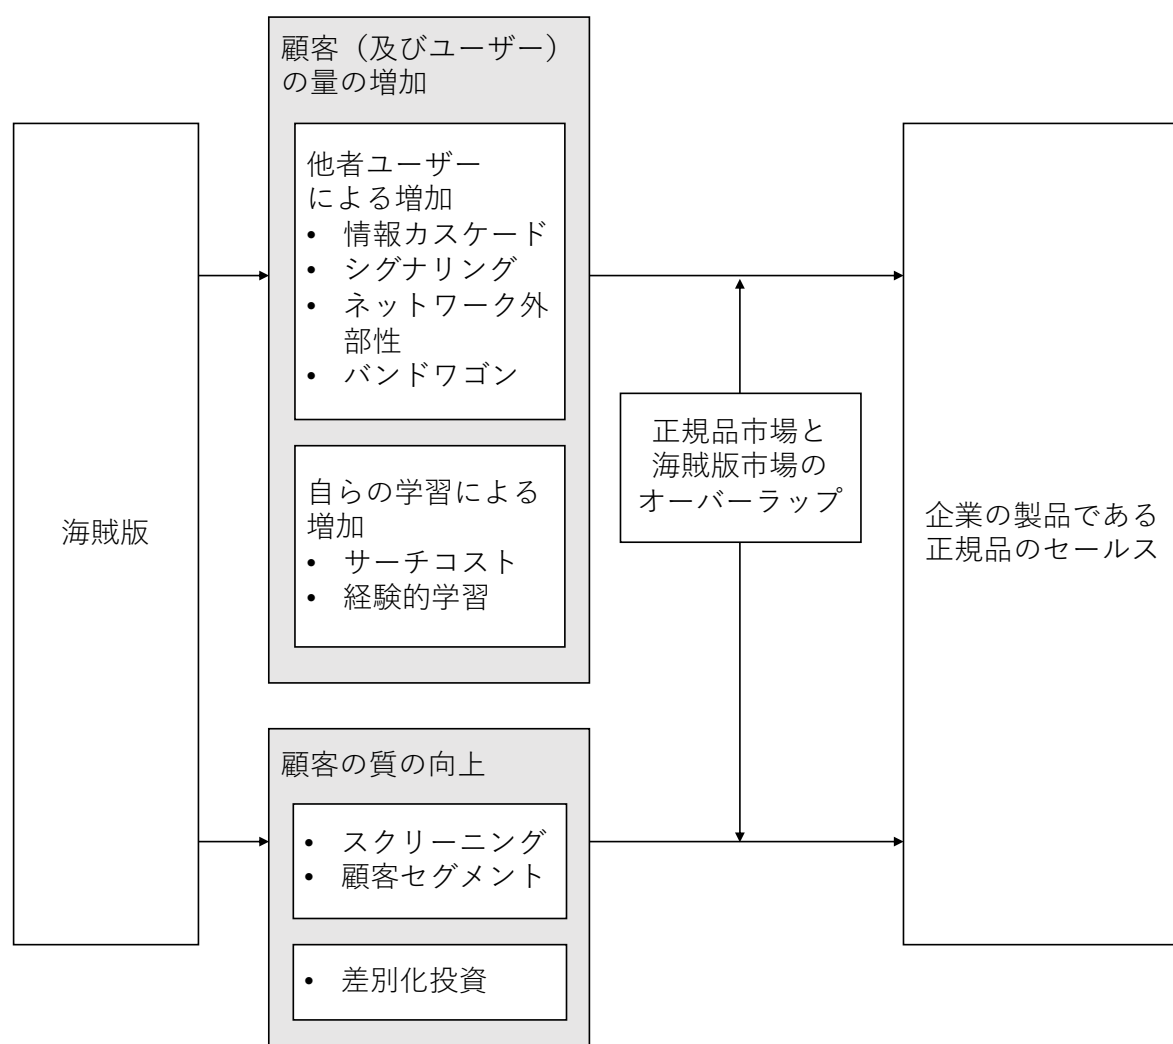 顧客（及びユーザー）
の量の増加
他者ユーザー
による増加
• 情報カスケード
• シグナリング
• ネットワーク外
部性
• バンドワゴン
自らの学習による
増加
• サーチコスト
• 経験的学習
海賊版
正規品市場と
海賊版市場の
オーバーラップ
企業の製品である
正規品のセールス
顧客の質の向上
• スクリーニング
• 顧客セグメント
• 差別化投資